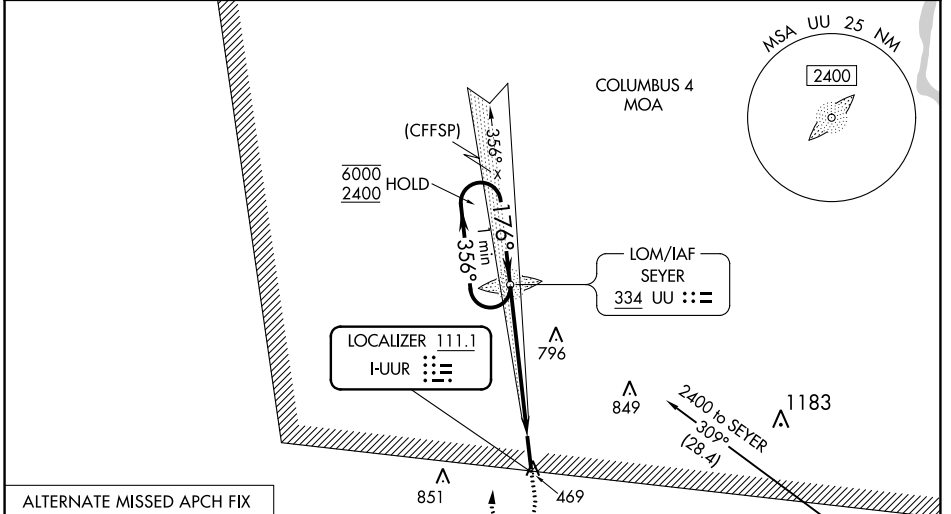 MSA UU 25 NM
2400
COLUMBUS 4
MOA
(CFFSP)
356°
x
6000
2400
HOLD
176°
1 min
356°
LOM/IAF
SEYER
334 UU
LOCALIZER 111.1
I-UUR
796
849
2400 to SEYER
309°
(28.4)
1183
851
469
ALTERNATE MISSED APCH FIX